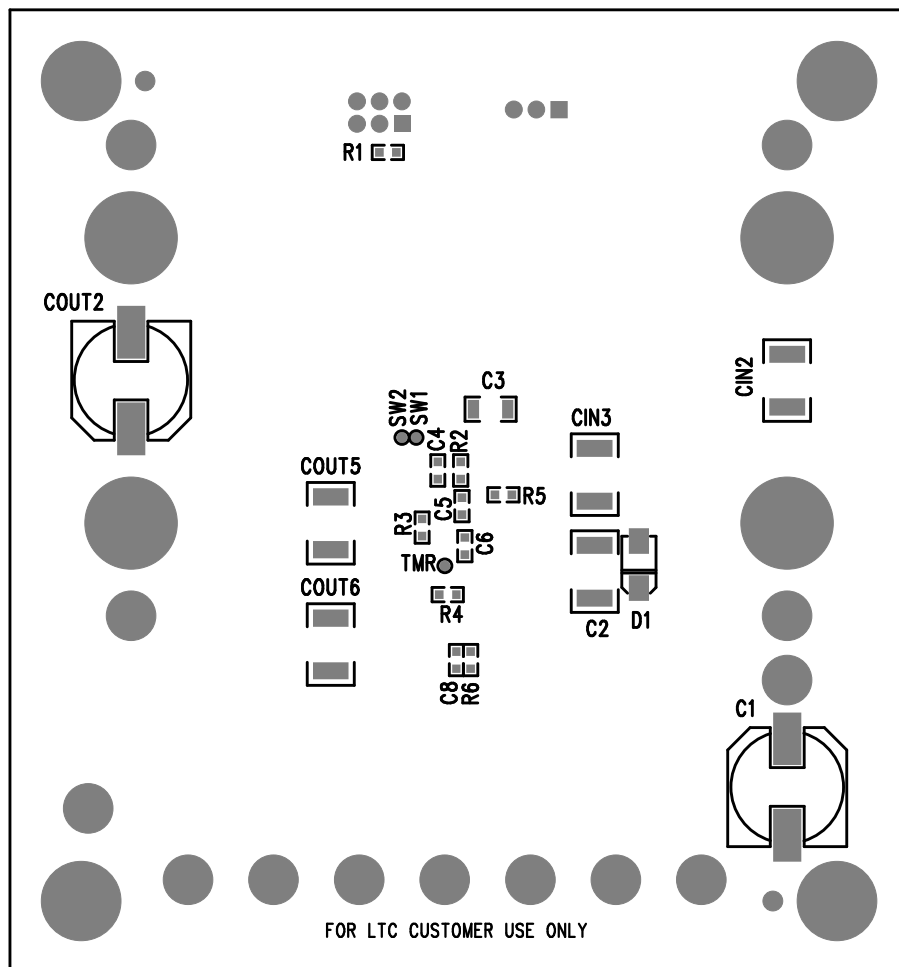 R1
COUT2
CIN2
C3
SW2
SW1
CIN3
C4
R2
COUT5
R5
C5
R3
C6
TMR
COUT6
R4
C2
D1
C8
R6
C1
FOR LTC CUSTOMER USE ONLY